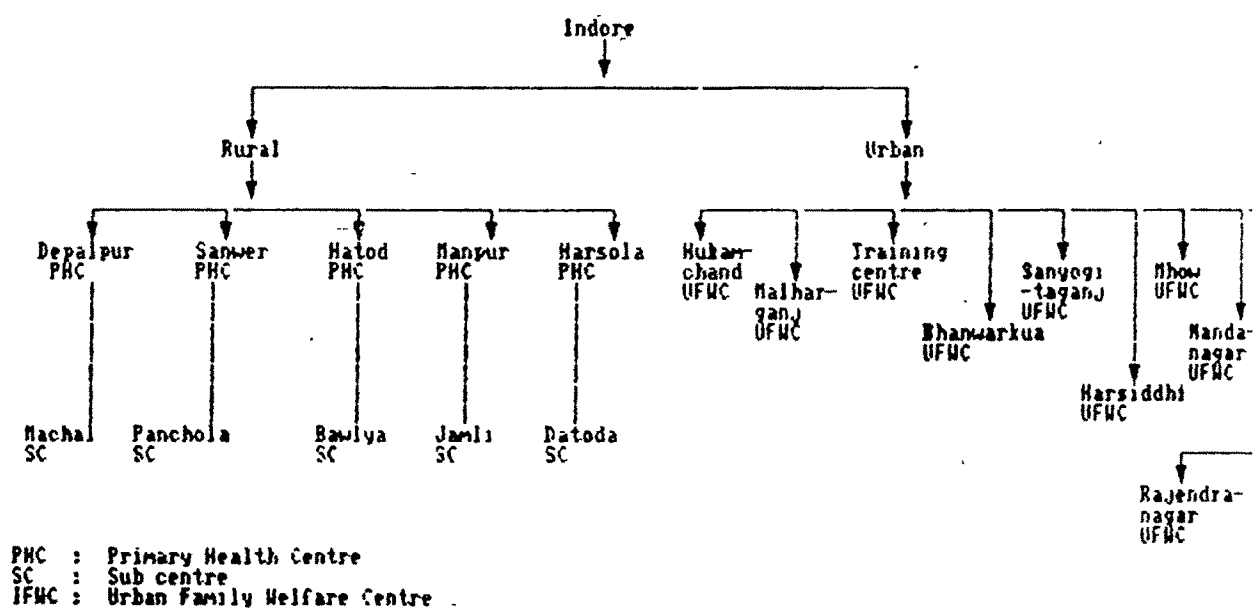 Indore
Rural
Urban
Depalpur
PHC
Sanwer
PHC
Hatod
PHC
Manpur
PHC
Harsola
PHC
Hukam-
chand
UFWC
Malhar-
ganj
UFWC
Training
centre
UFWC
Bhanwarkua
UFWC
Sanyogi
-taganj
UFWC
Harsiddhi
UFWC
Mhow
UFWC
Nanda-
nagar
UFWC
Machal
SC
Panchola
SC
Bawlya
SC
Jamli
SC
Datoda
SC
Rajendra-
nagar
UFWC
PHC : Primary Health Centre
SC : Sub centre
IFWC : Urban Family Welfare Centre